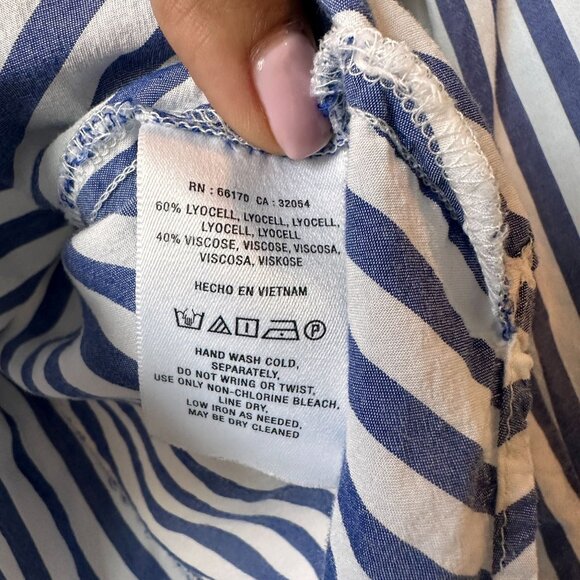 RN : 66170 CA : 32054
60% LYOCELL, LYOCELL, LYOCELL,
LYOCELL, LYOCELL
40% VISCOSE, VISCOSE, VISCOSA,
VISCOSA, VISKOSE
HECHO EN VIETNAM
P
HAND WASH COLD,
SEPARATELY,
DO NOT WRING OR TWIST,
USE ONLY NON-CHLORINE BLEACH,
LINE DRY,
LOW IRON AS NEEDED,
MAY BE DRY CLEANED